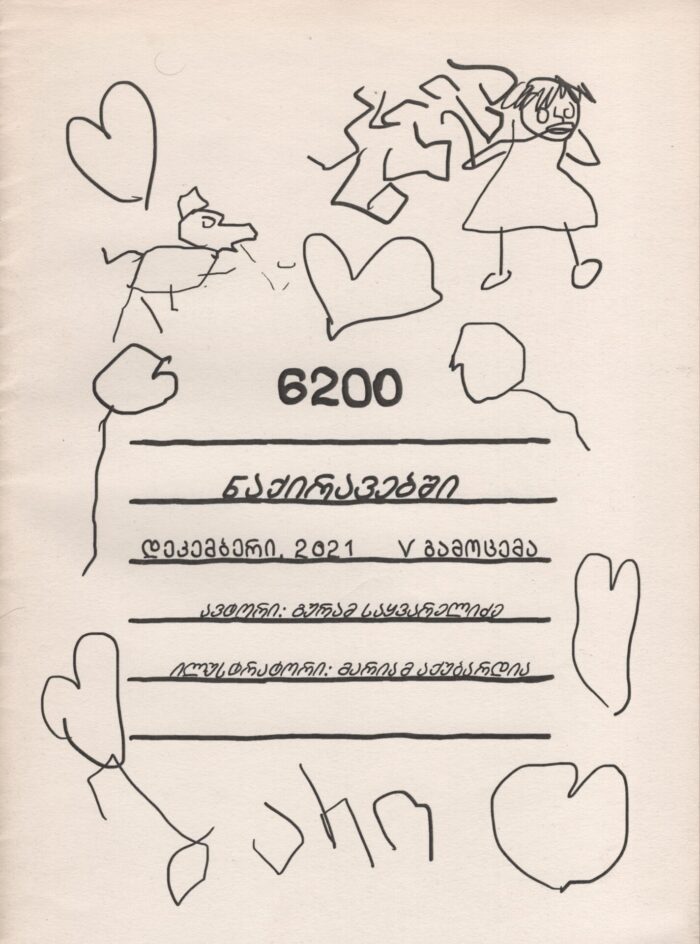 6200
ნაქირავებში
დეკემბერი, 2021 V გამოცემა
ავტორი: გურამ საყვარელიძე
ილუსტრატორი: მარიამ აქუბარდია